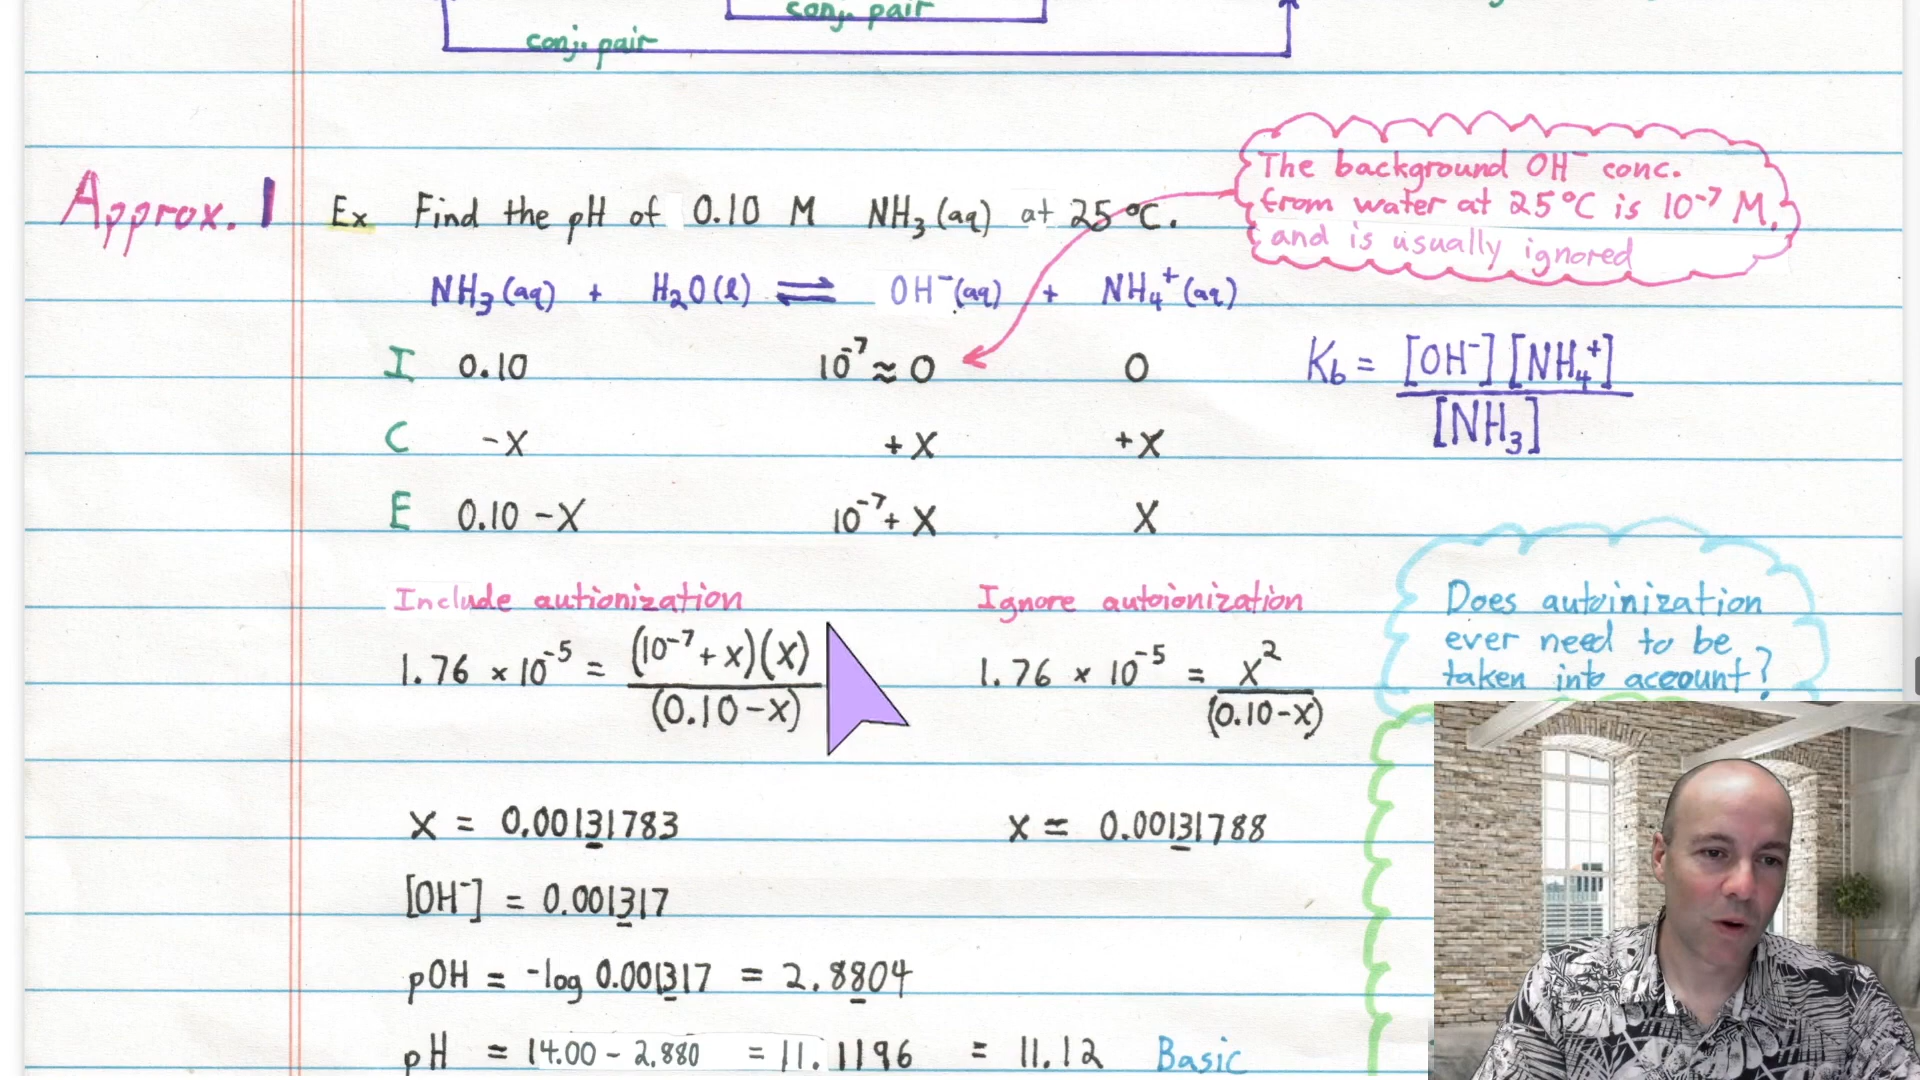 conj. pair
conj. pair
Approx. 1
Ex Find the pH of 0.10 M NH₃(aq) at 25 °C.
The background OH⁻ conc.
from water at 25°C is 10⁻⁷ M,
and is usually ignored
NH₃(aq) + H₂O(l) ⇌ OH⁻(aq) + NH₄⁺(aq)
I 0.10 10⁻⁷ ≈ 0 0
C -x +x +x
E 0.10 -x 10⁻⁷+ x x
Kb = [OH⁻][NH₄⁺]
[NH₃]
Include autionization
1.76 × 10⁻⁵ = (10⁻⁷ + x)(x)
(0.10 -x)
x = 0.00131783
[OH⁻] = 0.001317
pOH = -log 0.001317 = 2.8804
pH = 14.00 - 2.880 = 11.1196 = 11.12 Basic
Ignore autoionization
1.76 × 10⁻⁵ = x²
(0.10-x)
x = 0.00131788
Does autoinization
ever need to be
taken into account?